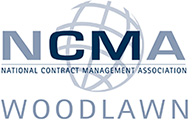 NCMA
NATIONAL CONTRACT MANAGEMENT ASSOCIATION
WOODLAWN